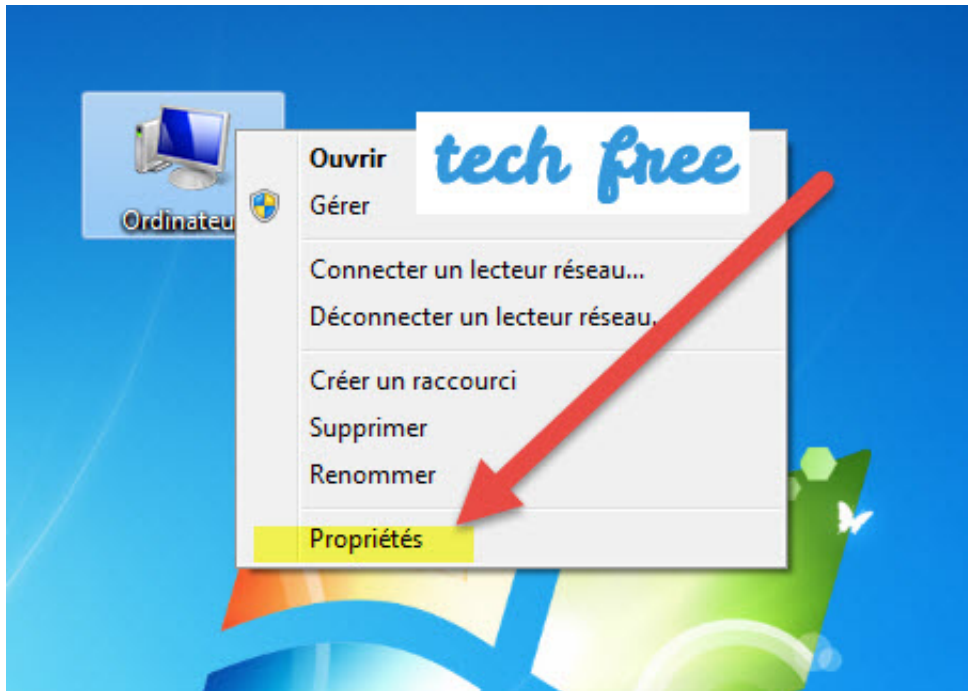 Ordinateu
Ouvrir
tech free
Gérer
Connecter un lecteur réseau...
Déconnecter un lecteur réseau.
Créer un raccourci
Supprimer
Renommer
Propriétés